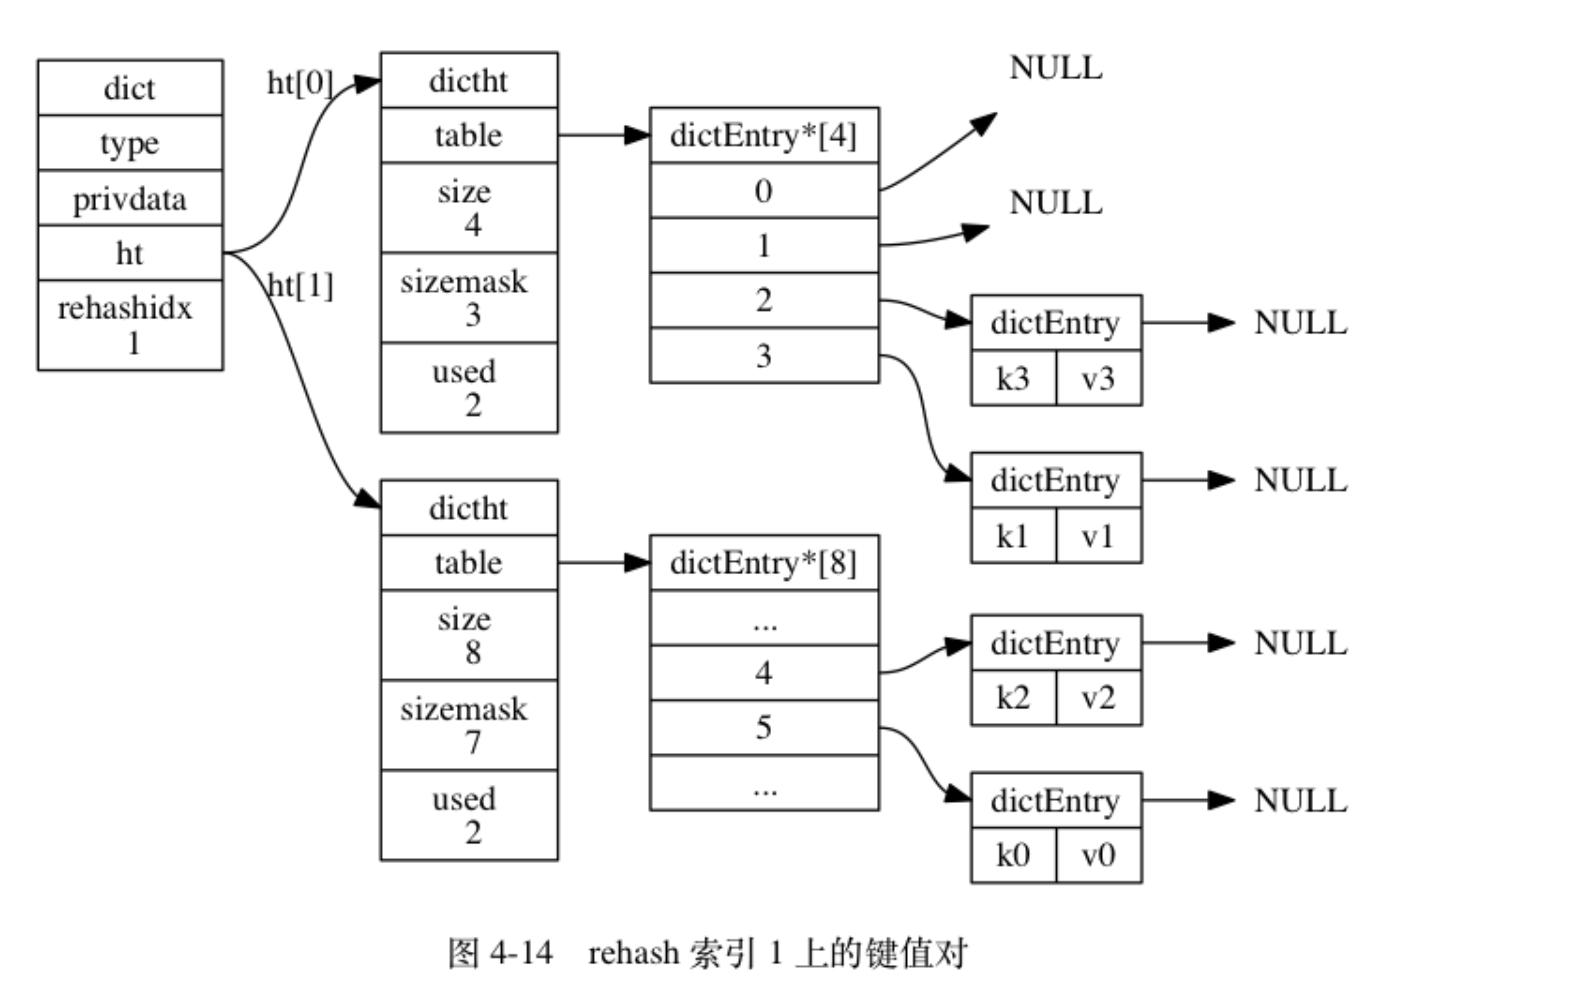 dict
type
privdata
ht
rehashidx
1
ht[0]
ht[1]
dictht
table
size
4
sizemask
3
used
2
dictEntry*[4]
0
1
2
3
NULL
NULL
dictEntry
k3 v3
NULL
dictEntry
k1 v1
NULL
dictht
table
size
8
sizemask
7
used
2
dictEntry*[8]
...
4
5
...
dictEntry
k2 v2
NULL
dictEntry
k0 v0
NULL
图 4-14 rehash 索引 1 上的键值对